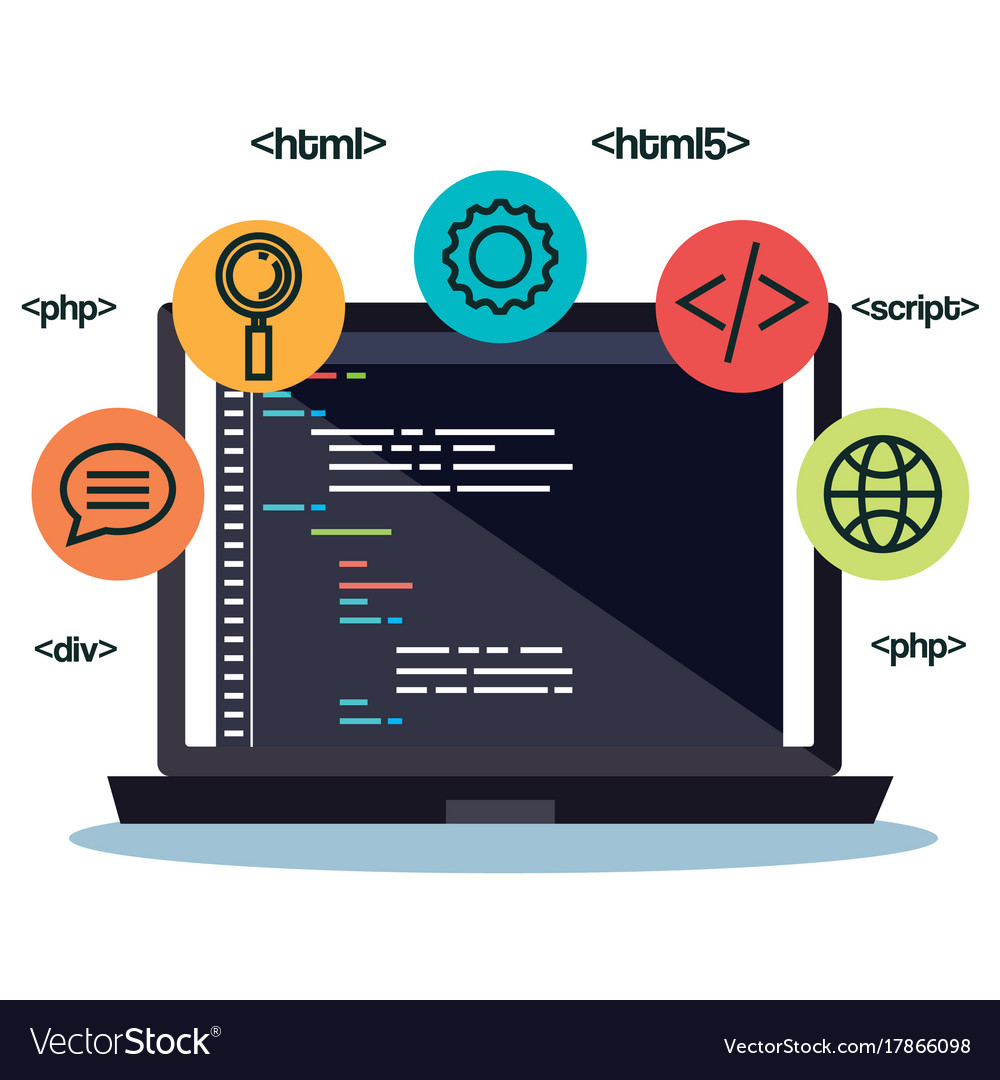 <html>
<html5>
<php>
<script>
<div>
<php>
VectorStock®
VectorStock.com/17866098